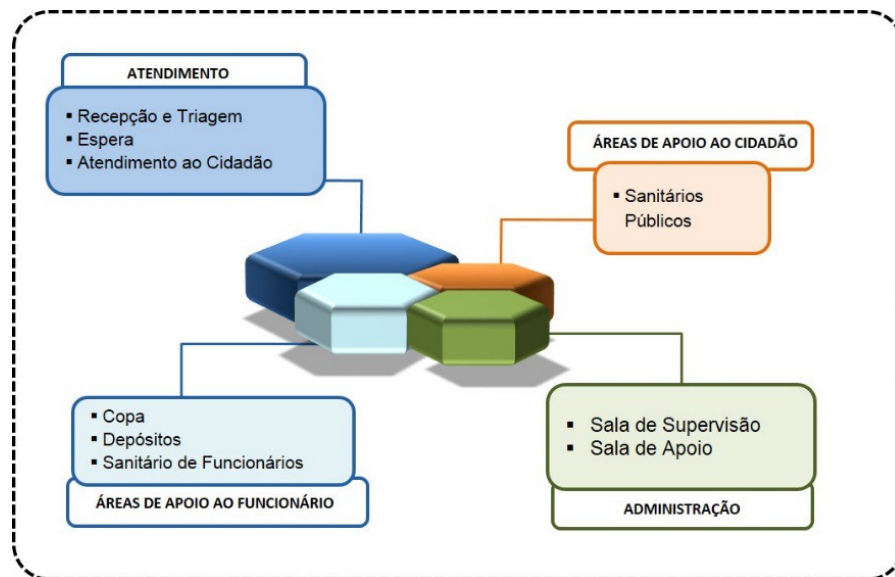 ATENDIMENTO
▪ Recepção e Triagem
▪ Espera
▪ Atendimento ao Cidadão
ÁREAS DE APOIO AO CIDADÃO
▪ Sanitários
Públicos
▪ Copa
▪ Depósitos
▪ Sanitário de Funcionários
ÁREAS DE APOIO AO FUNCIONÁRIO
▪ Sala de Supervisão
▪ Sala de Apoio
ADMINISTRAÇÃO